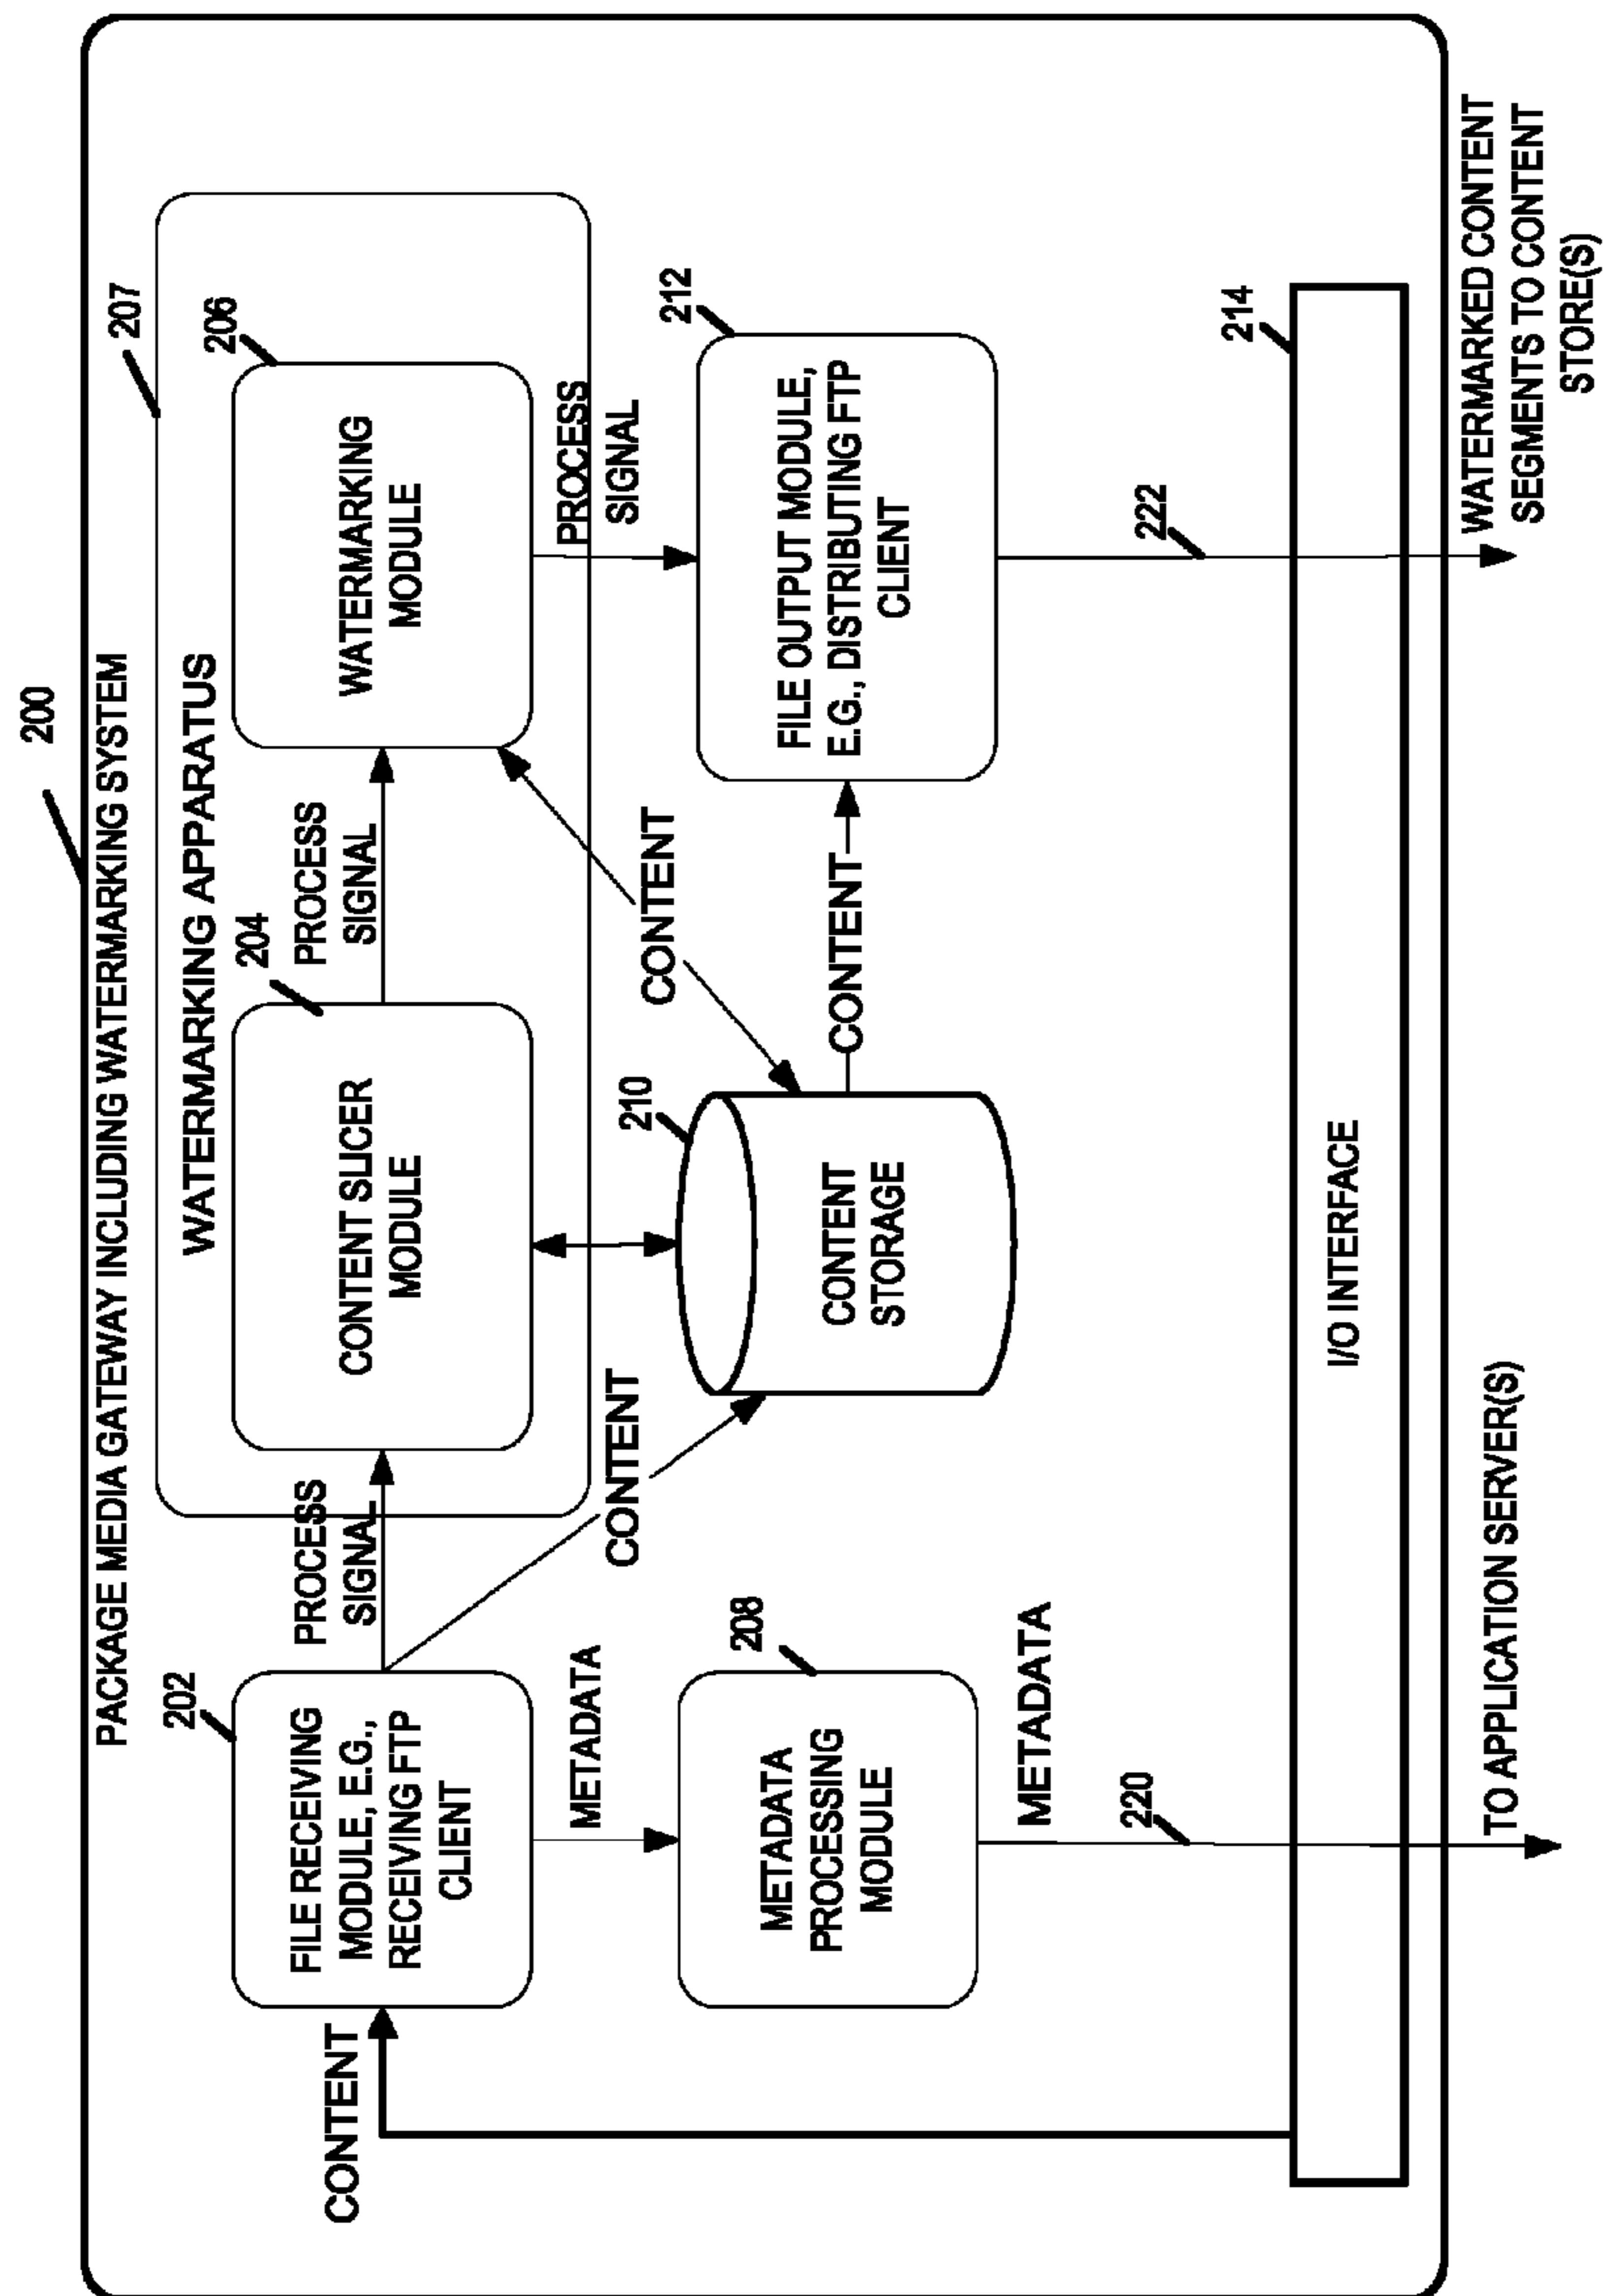 200
PACKAGE MEDIA GATEWAY INCLUDING WATERMARKING SYSTEM
207
WATERMARKING APPARATUS
202
204
206
CONTENT
FILE RECEIVING
MODULE, E.G.,
RECEIVING FTP
CLIENT
PROCESS
SIGNAL
CONTENT SLICER
MODULE
PROCESS
SIGNAL
WATERMARKING
MODULE
METADATA
CONTENT
CONTENT
PROCESS
SIGNAL
208
210
212
METADATA
PROCESSING
MODULE
CONTENT
STORAGE
CONTENT
FILE OUTPUT MODULE,
E.G., DISTRIBUTING FTP
CLIENT
METADATA
220
222
214
I/O INTERFACE
TO APPLICATION SERVER(S)
WATERMARKED CONTENT
SEGMENTS TO CONTENT
STORE(S)